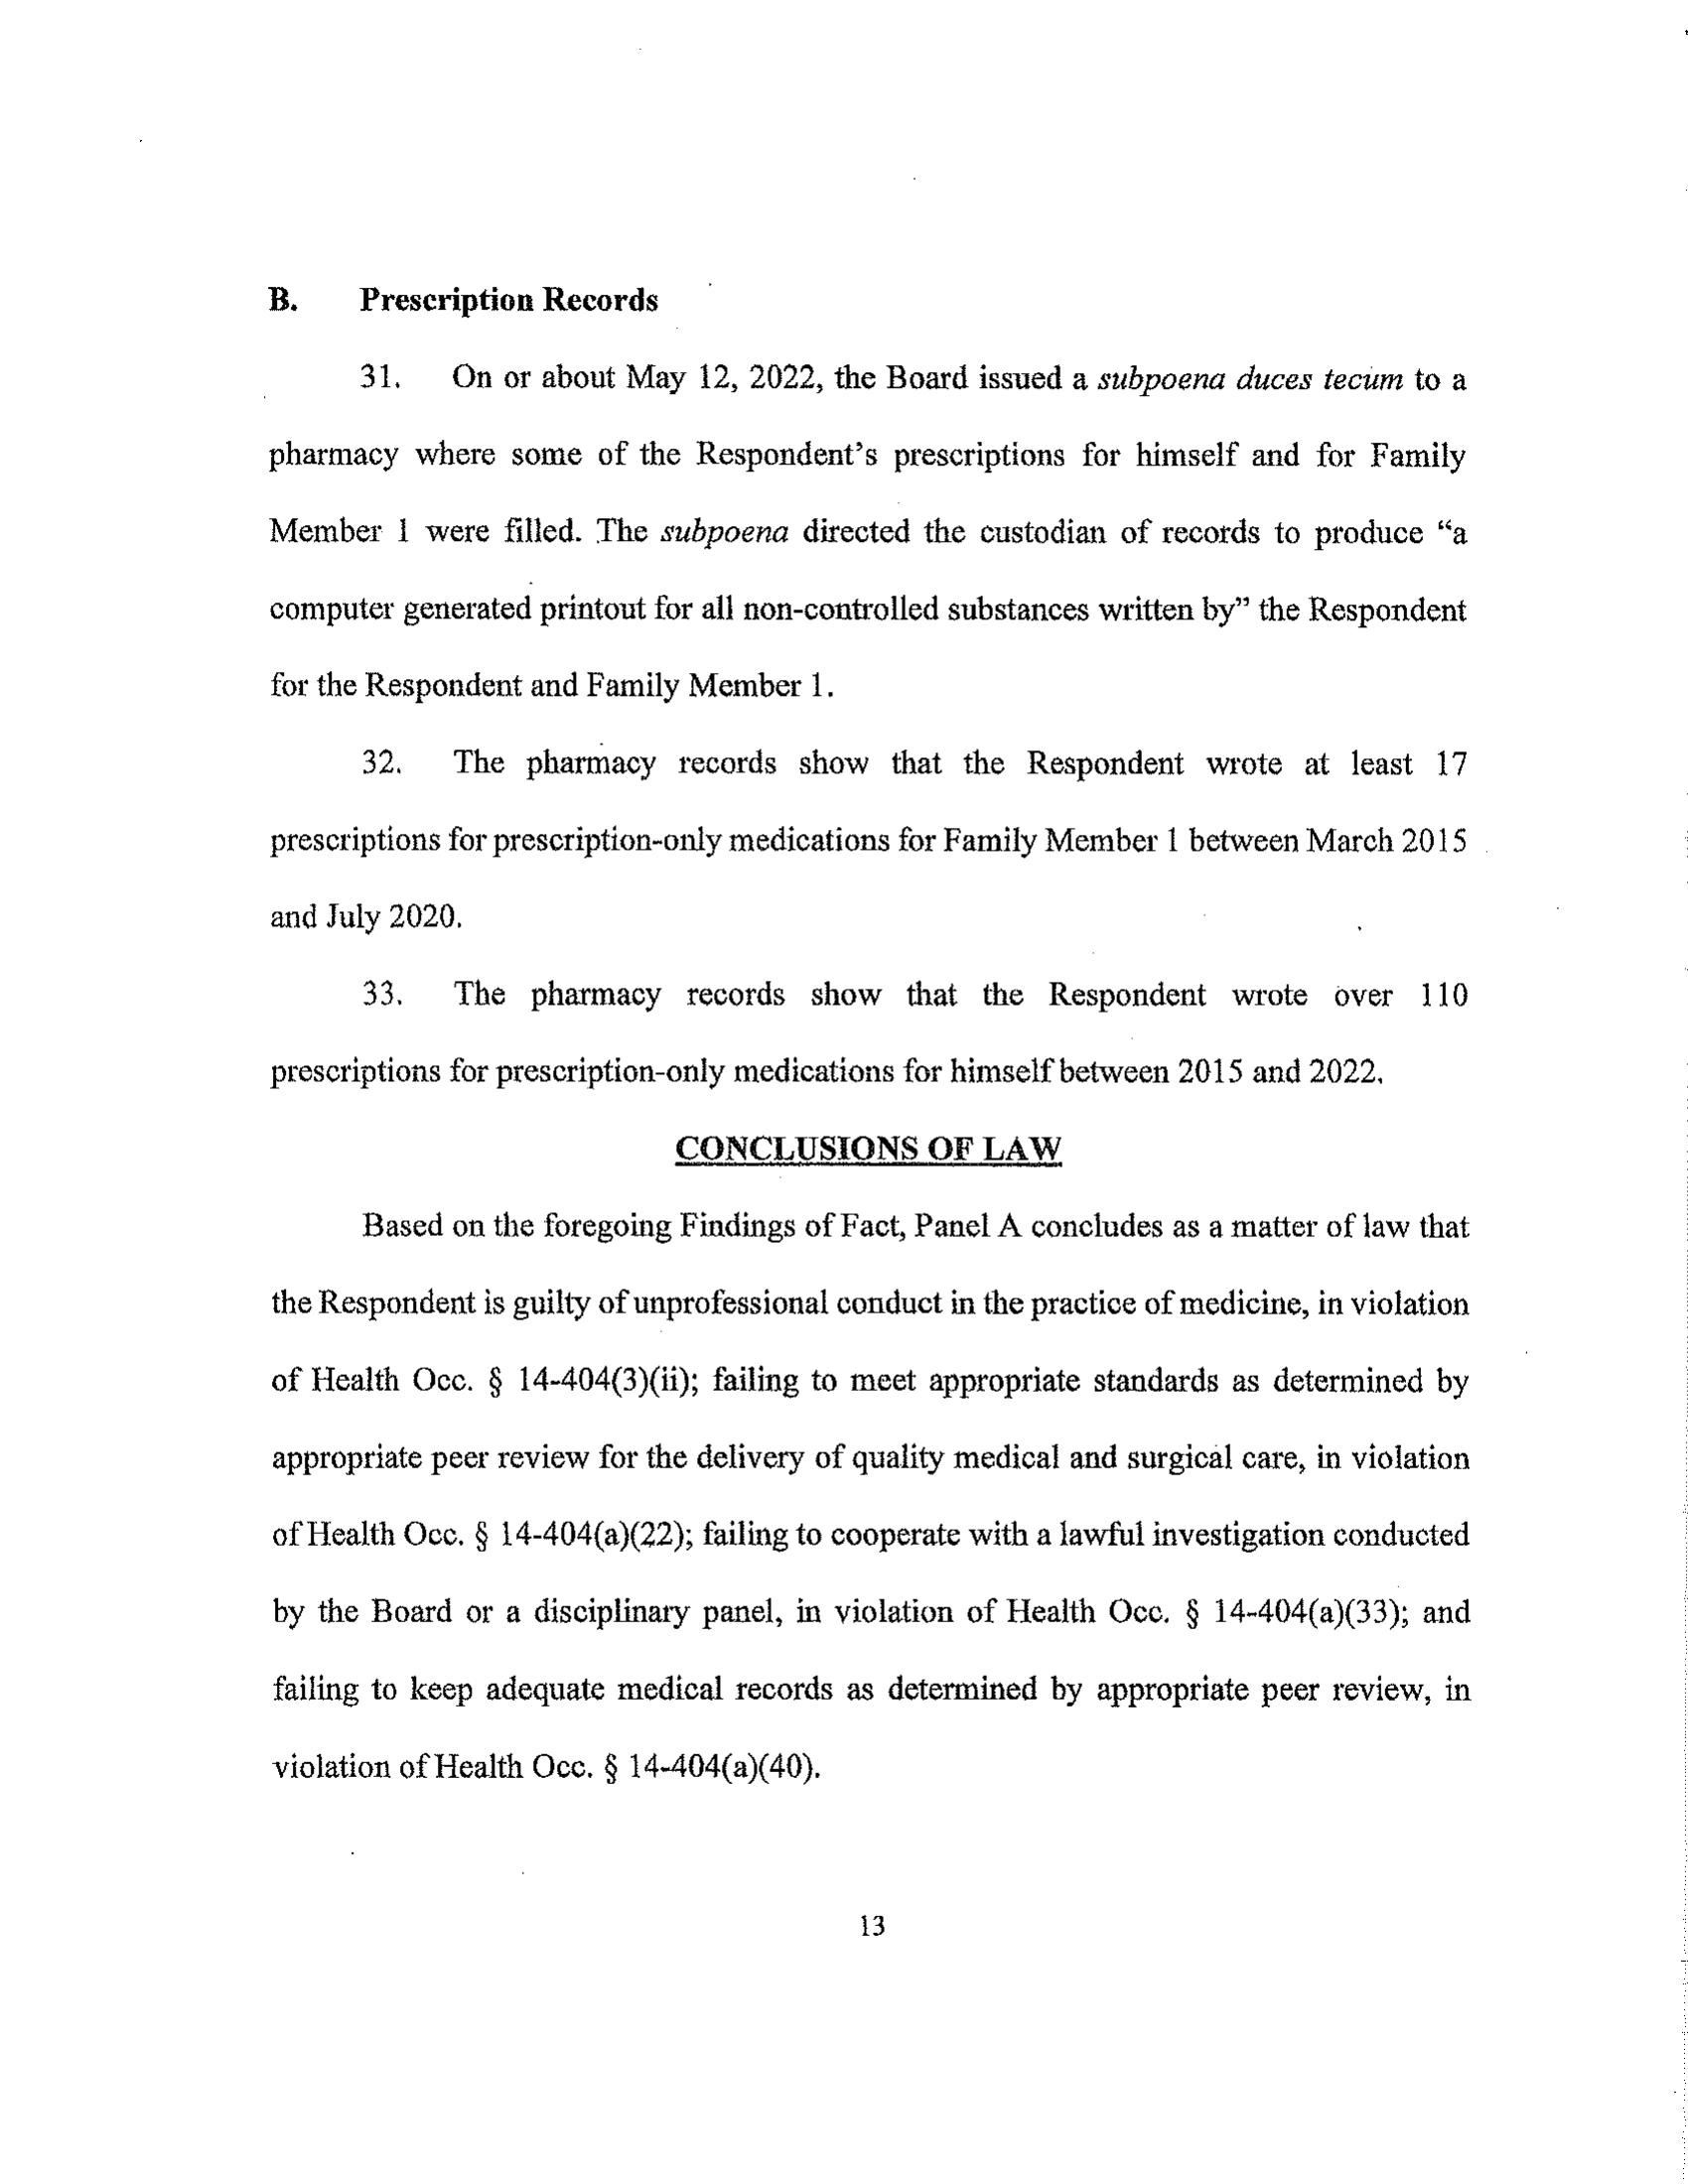 B. Prescription Records
31. On or about May 12, 2022, the Board issued a subpoena duces tecum to a
pharmacy where some of the Respondent’s prescriptions for himself and for Family
Member 1 were filled. The subpoena directed the custodian of records to produce “a
computer generated printout for all non-controlled substances written by” the Respondent
for the Respondent and Family Member 1.
32. The pharmacy records show that the Respondent wrote at least 17
prescriptions for prescription-only medications for Family Member 1 between March 2015
and July 2020.
33. The pharmacy records show that the Respondent wrote over 110
prescriptions for prescription-only medications for himself between 2015 and 2022.
CONCLUSIONS OF LAW
Based on the foregoing Findings of Fact, Panel A concludes as a matter of law that
the Respondent is guilty of unprofessional conduct in the practice of medicine, in violation
of Health Occ. § 14-404(3)(ii); failing to meet appropriate standards as determined by
appropriate peer review for the delivery of quality medical and surgical care, in violation
of Health Occ. § 14-404(a)(22); failing to cooperate with a lawful investigation conducted
by the Board or a disciplinary panel, in violation of Health Occ. § 14-404(a)(33); and
failing to keep adequate medical records as determined by appropriate peer review, in
violation of Health Occ. § 14-404(a)(40).
13